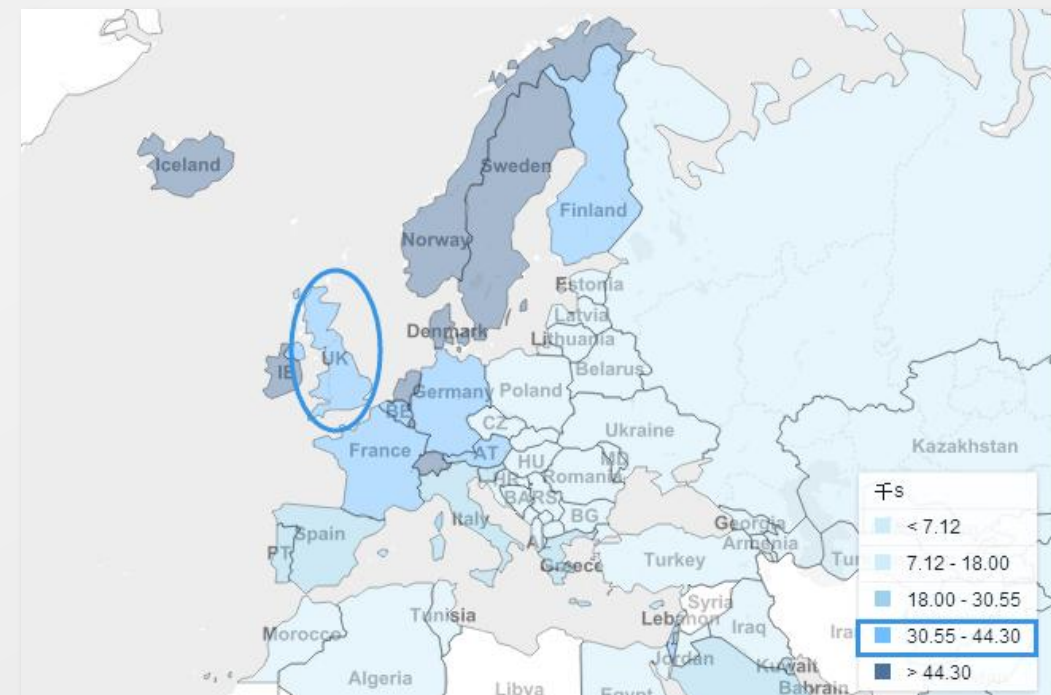 Iceland
Sweden
Finland
Norway
Estonia
Latvia
Denmark
Lithuania
UK
IE
Belarus
Germany
Poland
BE
CZ
Ukraine
France
AT
HU
MD
Kazakhstan
HR
Romania
BA
RS
Italy
BG
Georgia
Spain
PT
Armenia
Greece
Turkey
Syria
Tunisia
Lebanon
Iraq
Morocco
Jordan
Kuwait
Algeria
Libya
Egypt
Bahrain
千s
< 7.12
7.12 - 18.00
18.00 - 30.55
30.55 - 44.30
> 44.30